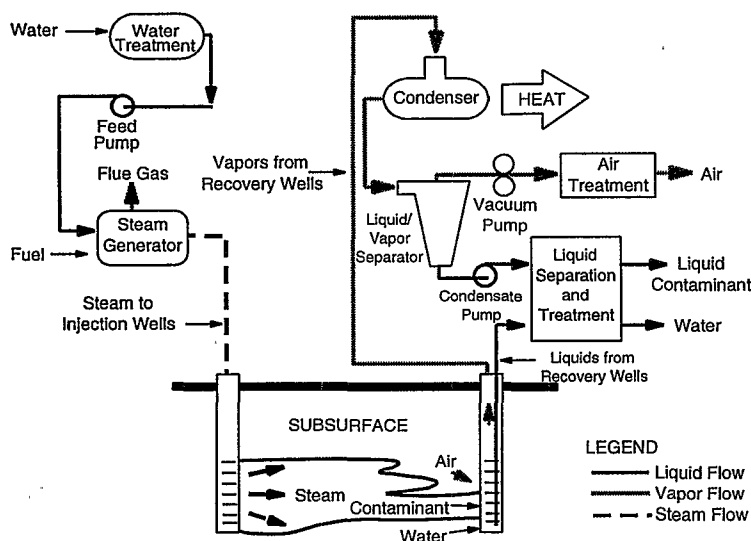 Water
Water
Treatment
Feed
Pump
Flue Gas
Steam
Generator
Fuel
Steam to
Injection Wells
Condenser
HEAT
Vapors from
Recovery Wells
Liquid/
Vapor
Separator
Vacuum
Pump
Air
Treatment
Air
Condensate
Pump
Liquid
Separation
and
Treatment
Liquid
Contaminant
Water
Liquids from
Recovery Wells
SUBSURFACE
Steam
Air
Contaminant
Water
LEGEND
Liquid Flow
Vapor Flow
Steam Flow